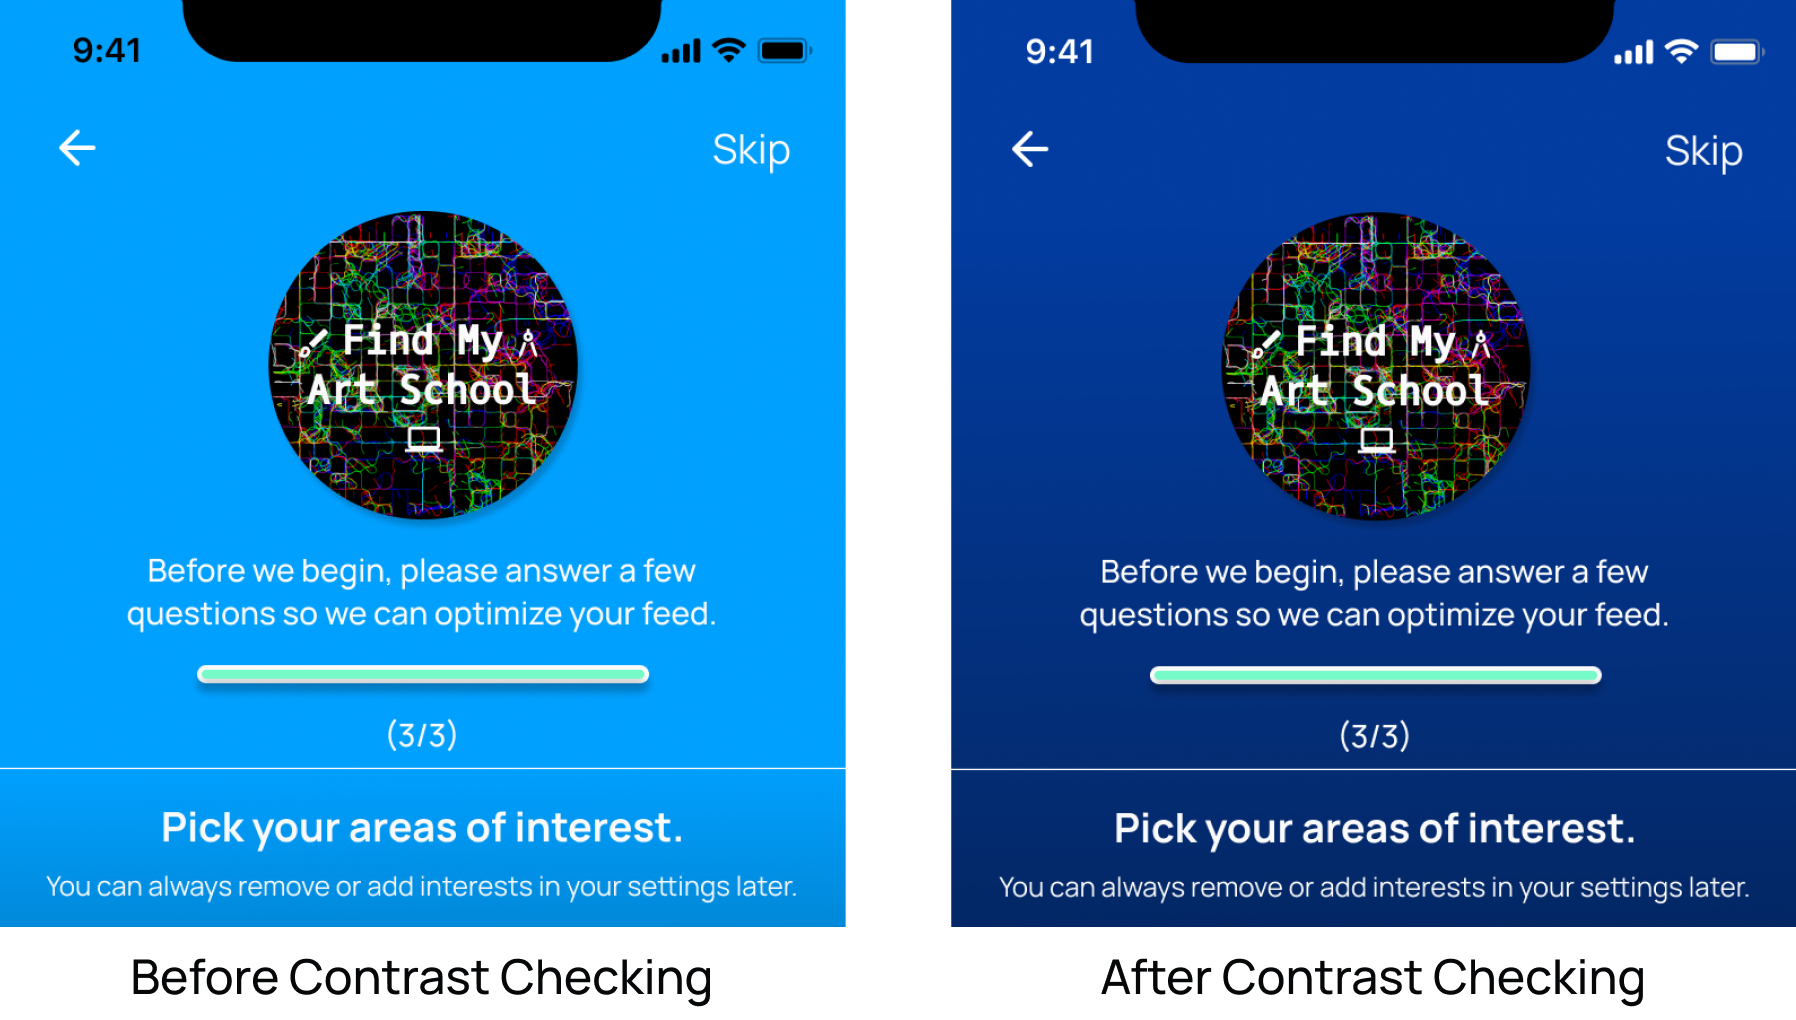 9:41
Skip
Find My
Art School
Before we begin, please answer a few
questions so we can optimize your feed.
(3/3)
Pick your areas of interest.
You can always remove or add interests in your settings later.
Before Contrast Checking
9:41
Skip
Find My
Art School
Before we begin, please answer a few
questions so we can optimize your feed.
(3/3)
Pick your areas of interest.
You can always remove or add interests in your settings later.
After Contrast Checking